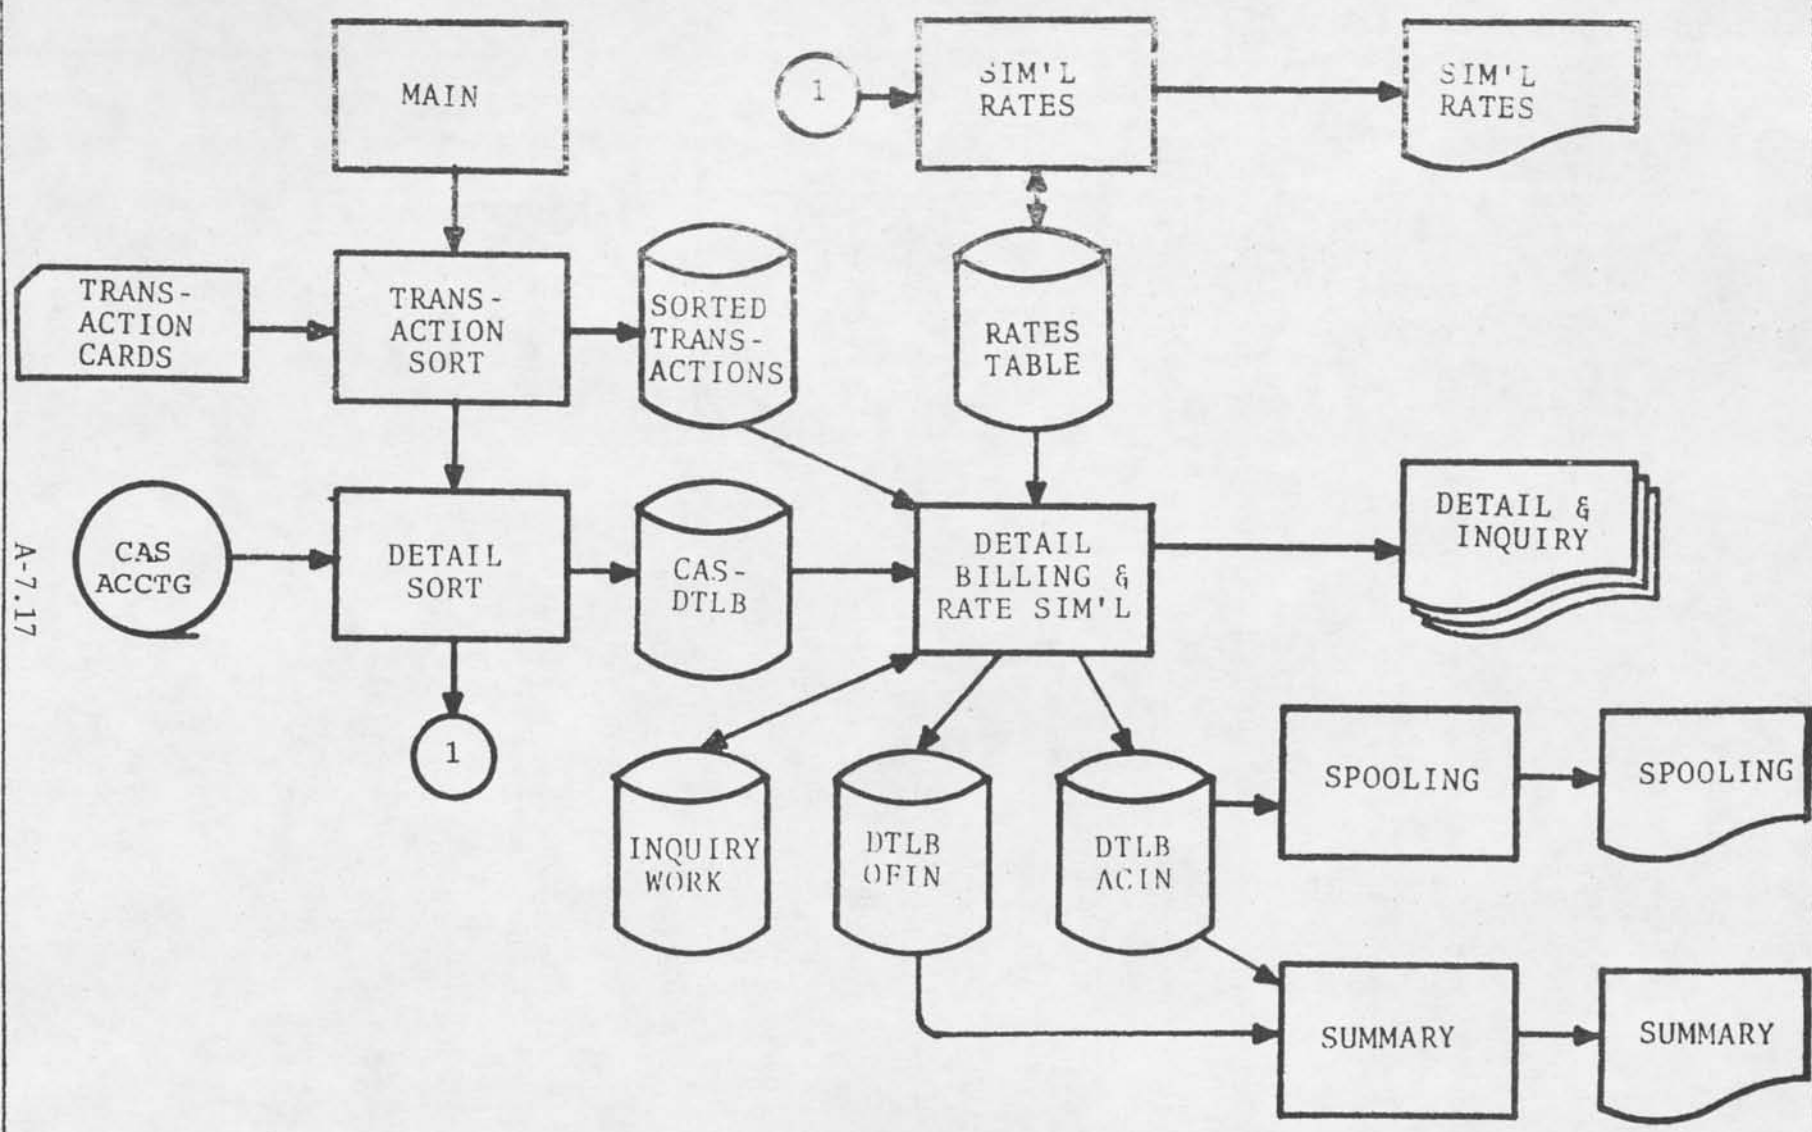 MAIN
1
SIM'L
RATES
SIM'L
RATES
TRANS-
ACTION
CARDS
TRANS-
ACTION
SORT
SORTED
TRANS-
ACTIONS
RATES
TABLE
CAS
ACCTG
DETAIL
SORT
CAS-
DTLB
DETAIL
BILLING &
RATE SIM'L
DETAIL &
INQUIRY
1
INQUIRY
WORK
DTLB
OFIN
DTLB
ACIN
SPOOLING
SPOOLING
SUMMARY
SUMMARY
A-7.17